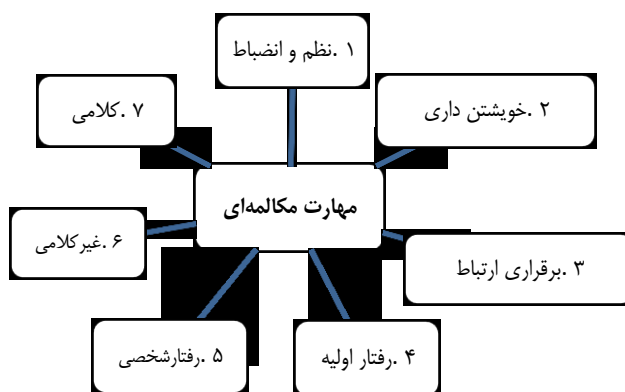 ۱ .نظم و انضباط
۲ .خویشتن داری
۳ .برقراری ارتباط
۴ .رفتار اولیه
۵ .رفتارشخصی
۶ .غیرکلامی
۷ .کلامی
مهارت مکالمه‌ای